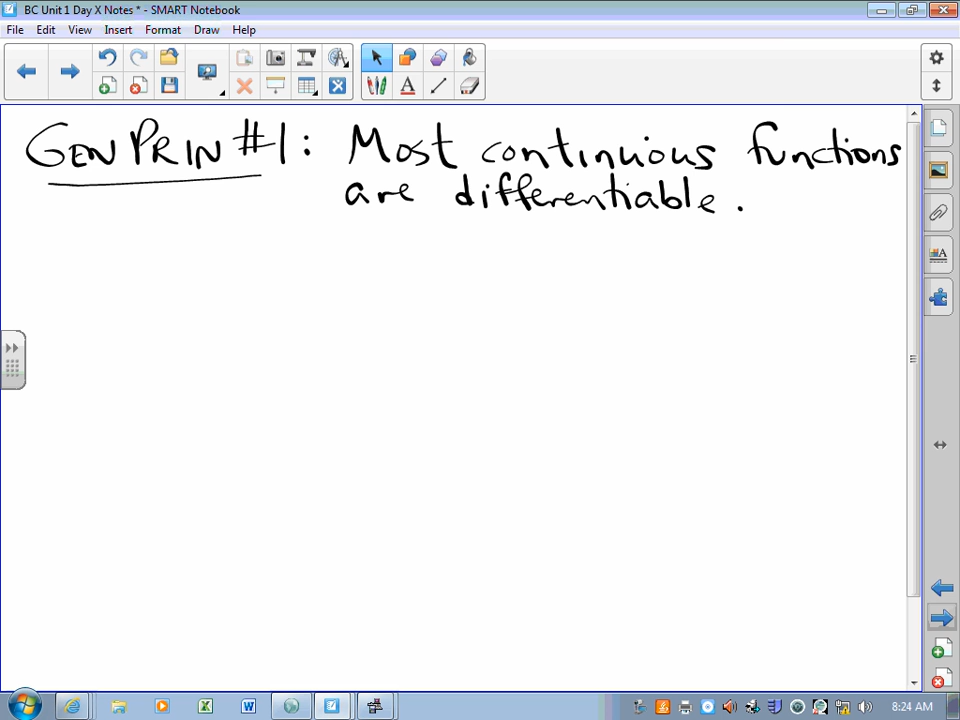 BC Unit 1 Day X Notes * - SMART Notebook
File Edit View Insert Format Draw Help
GEN PRIN #1: Most continuious functions
are differentiable.
8:24 AM